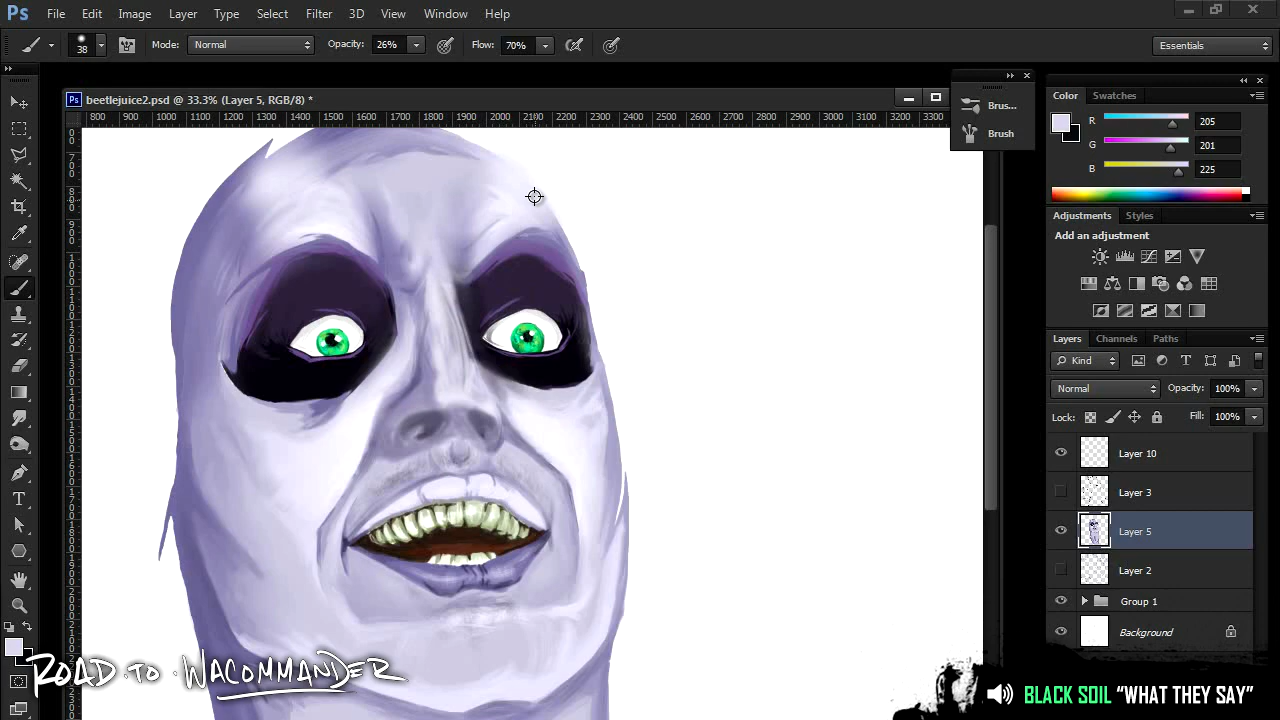 Ps File Edit Image Layer Type Select Filter 3D View Window Help
38 Mode: Normal Opacity: 26% Flow: 70% Essentials
beetlejuice2.psd @ 33.3% (Layer 5, RGB/8) *
800 900 1000 1100 1200 1300 1400 1500 1600 1700 1800 1900 2000 2100 2200 2300 2400 2500 2600 2700 2800 2900 3000 3100 3200 3300
Brus...
Brush
Color Swatches
R 205
G 201
B 225
Adjustments Styles
Add an adjustment
Layers Channels Paths
Kind
Normal Opacity: 100%
Lock: Fill: 100%
Layer 10
Layer 3
Layer 5
Layer 2
Group 1
Background
ROAD TO WACOMMANDER
BLACK SOIL "WHAT THEY SAY"